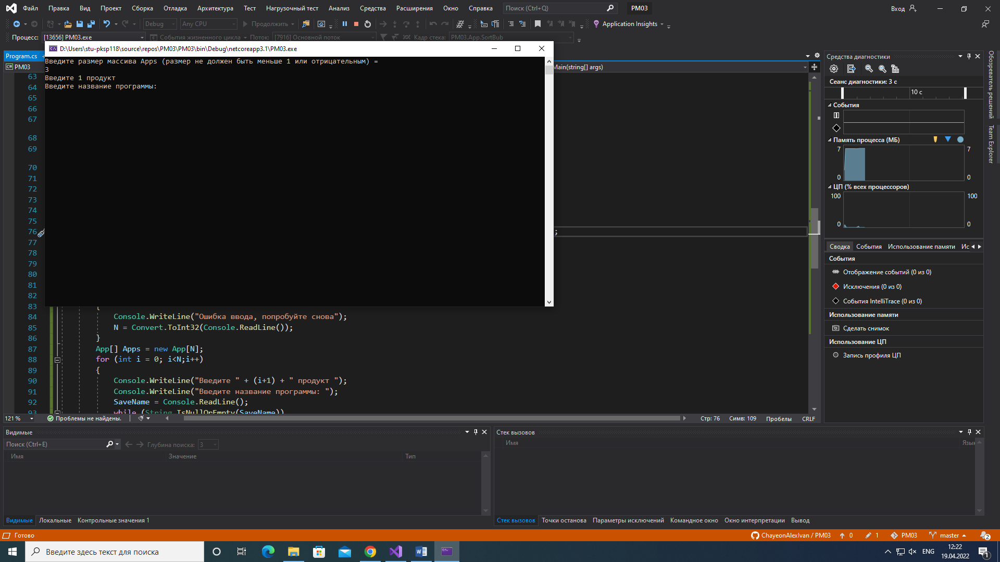 Файл Правка Вид Проект Сборка Отладка Архитектура Тест Нагрузочный тест Анализ Средства Расширения Окно Справка Поиск (Ctrl+Q) PM03 Вход
Debug Any CPU Продолжить Application Insights
Процесс: [13656] PM03.exe События жизненного цикла Поток: [7916] Основной поток Кадр стека: PM03.App.SortBub
D:\Users\stu-pksp118\source\repos\PM03\PM03\bin\Debug\netcoreapp3.1\PM03.exe
Program.cs
PM03
Main(string[] args)
Введите размер массива Apps (размер не должен быть меньше 1 или отрицательным) =
3
Введите 1 продукт
Введите название программы:
63
64
65
66
67
68
69
70
71
72
73
74
75
76 ;
77
78
79
80
81
82
83 {
84 Console.WriteLine("Ошибка ввода, попробуйте снова");
85 N = Convert.ToInt32(Console.ReadLine());
86 }
87 App[] Apps = new App[N];
88 for (int i = 0; i<N;i++)
89 {
90 Console.WriteLine("Введите " + (i+1) + " продукт ");
91 Console.WriteLine("Введите название программы: ");
92 SaveName = Console.ReadLine();
93 while (String.IsNullOrEmpty(SaveName))
121 % Проблемы не найдены. Стр: 76 Симв: 109 Пробелы CRLF
Средства диагностики
Сеанс диагностики: 3 с
10 с
События
Память процесса (МБ)
7 7
0 0
ЦП (% всех процессоров)
100 100
0 0
Сводка События Использование памяти Ис
События
Отображение событий (0 из 0)
Исключения (0 из 0)
События IntelliTrace (0 из 0)
Использование памяти
Сделать снимок
Использование ЦП
Запись профиля ЦП
Обозреватель решений
Team Explorer
Видимые
Поиск (Ctrl+E) Глубина поиска: 3
Имя Значение Тип
Видимые Локальные Контрольные значения 1
Стек вызовов
Имя Язык
Стек вызовов Точки останова Параметры исключений Командное окно Окно интерпретации Вывод
Готово ChayeonAlexIvan / PM03 0 1 PM03 master 2
Введите здесь текст для поиска
ENG 12:22
19.04.2022
1